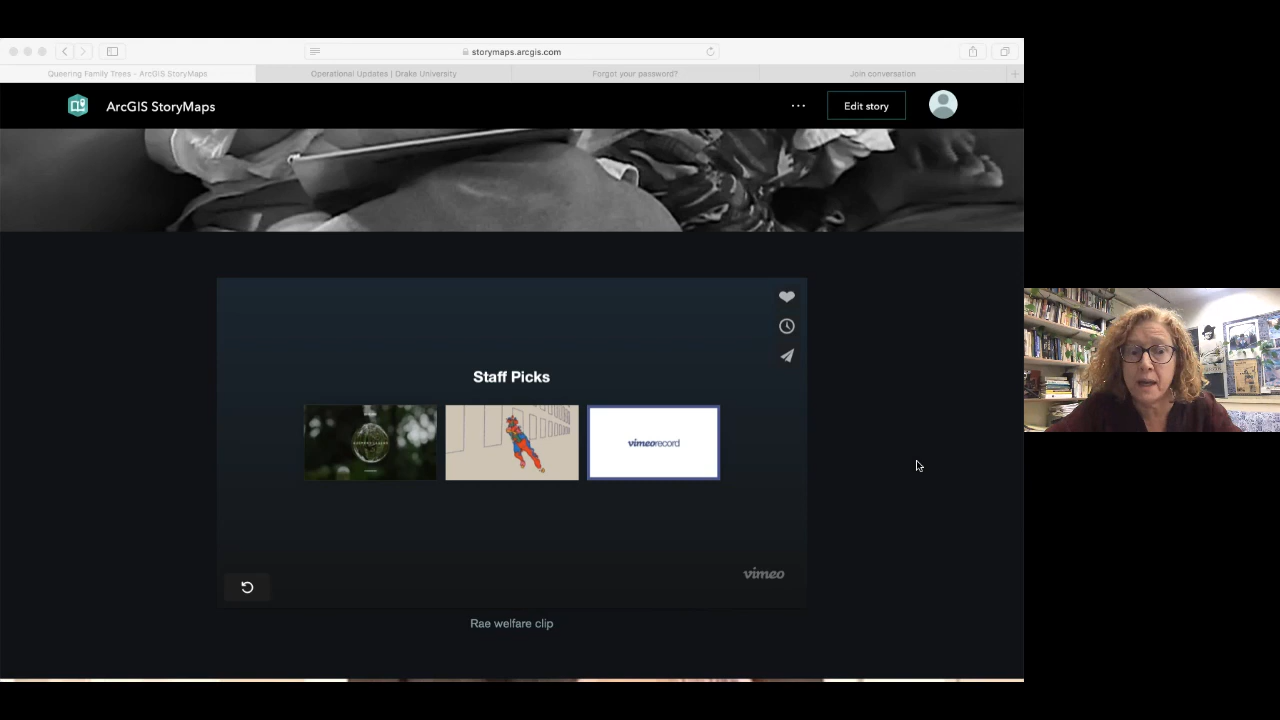 storymaps.arcgis.com
Queering Family Trees - ArcGIS StoryMaps
Operational Updates | Drake University
Forgot your password?
Join conversation
ArcGIS StoryMaps
Edit story
Staff Picks
vimeorecord
vimeo
Rae welfare clip